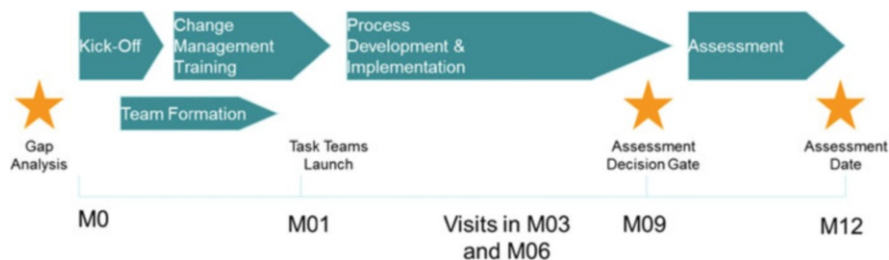 Kick-Off
Change
Management
Training
Process
Development &
Implementation
Assessment
Team Formation
Gap
Analysis
Task Teams
Launch
Assessment
Decision Gate
Assessment
Date
M0
M01
Visits in M03
and M06
M09
M12